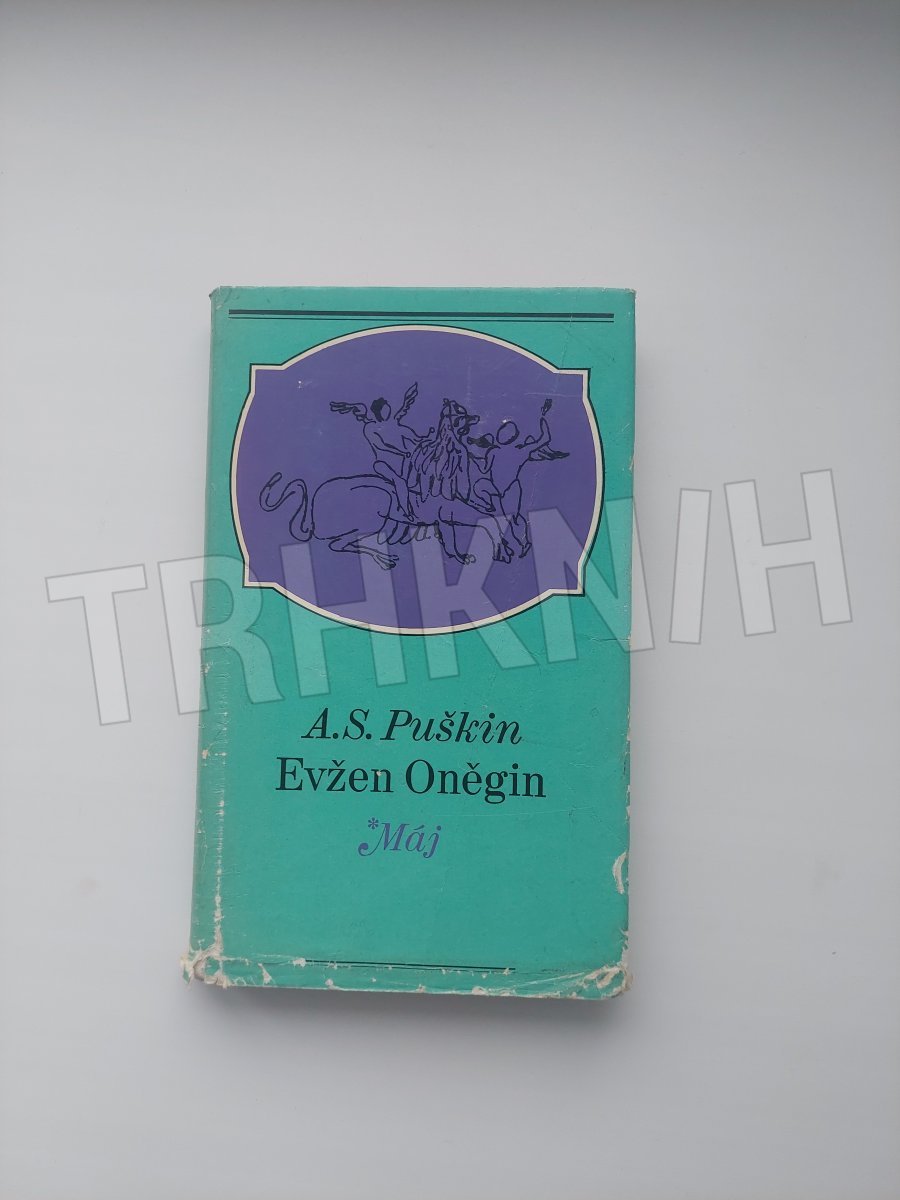 TRHKNIH
A.S. Puškin
Evžen Oněgin
*Máj